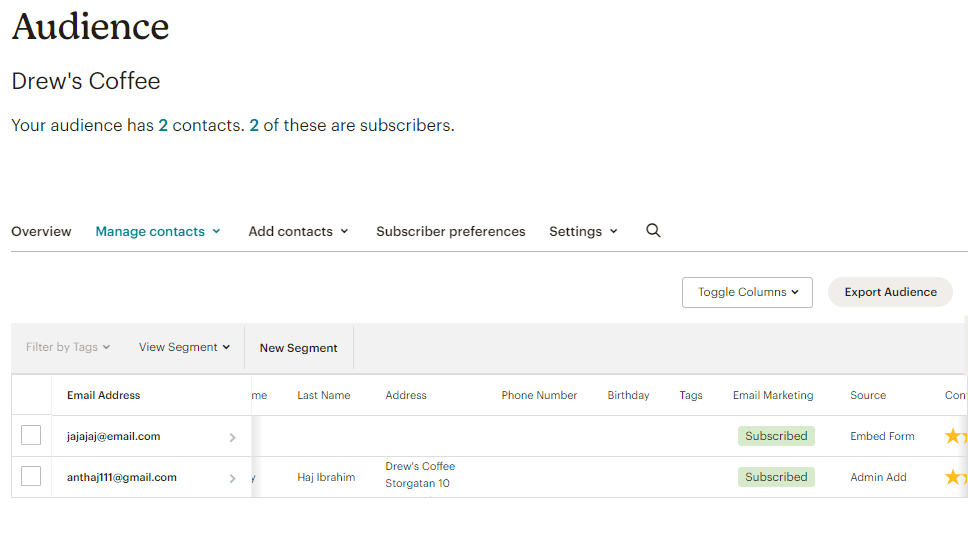 Audience
Drew's Coffee
Your audience has 2 contacts. 2 of these are subscribers.
Overview Manage contacts Add contacts Subscriber preferences Settings
Toggle Columns Export Audience
Filter by Tags View Segment New Segment
Email Address me Last Name Address Phone Number Birthday Tags Email Marketing Source Con
jajajaj@email.com Subscribed Embed Form
anthaj111@gmail.com y Haj Ibrahim Drew's Coffee Subscribed Admin Add
Storgatan 10